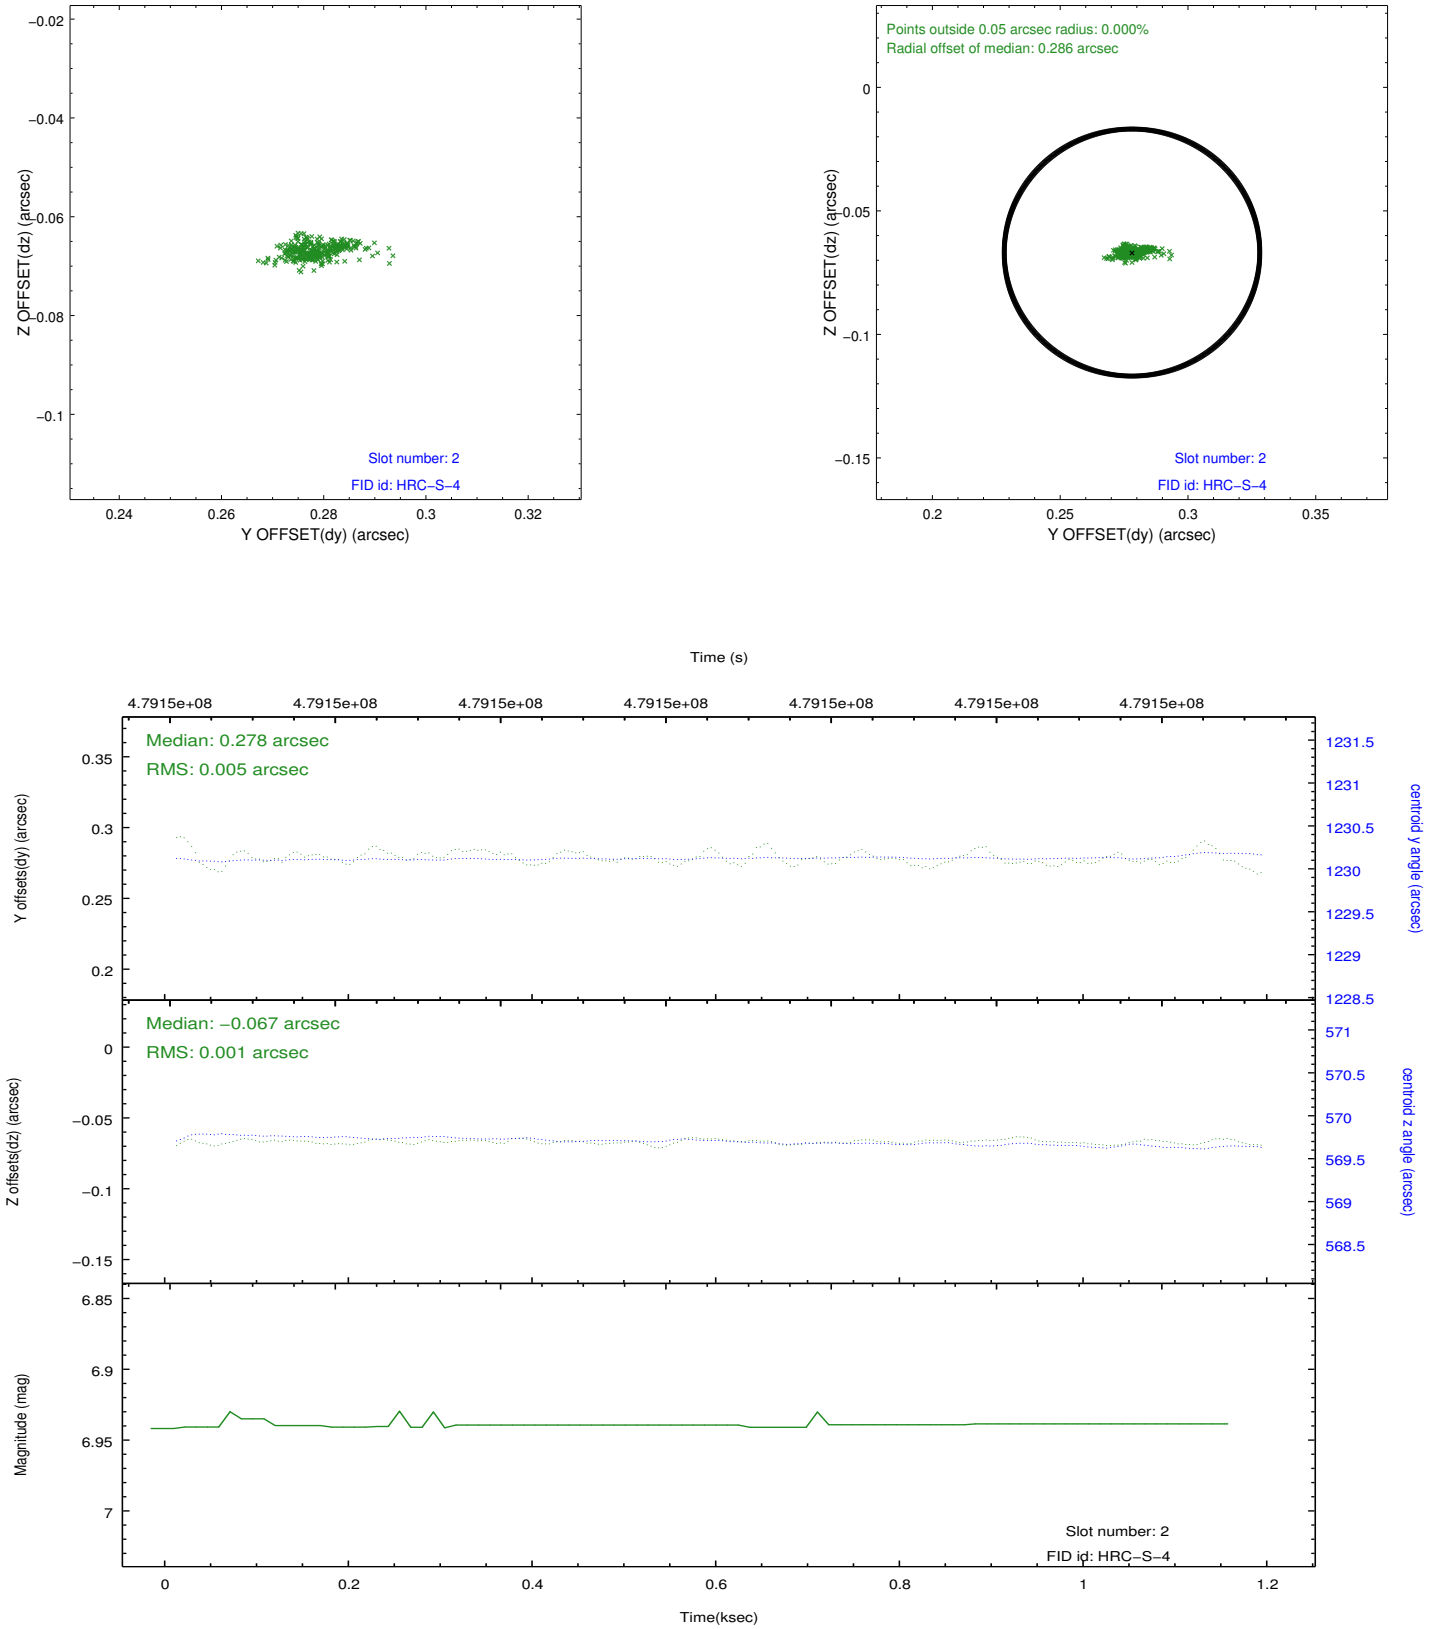 −0.02
−0.04
−0.06
−0.08
−0.1
Z OFFSET(dz) (arcsec)
Slot number: 2
FID id: HRC−S−4
0.24 0.26 0.28 0.3 0.32
Y OFFSET(dy) (arcsec)
Points outside 0.05 arcsec radius: 0.000%
Radial offset of median: 0.286 arcsec
0
−0.05
−0.1
−0.15
Z OFFSET(dz) (arcsec)
Slot number: 2
FID id: HRC−S−4
0.2 0.25 0.3 0.35
Y OFFSET(dy) (arcsec)
Time (s)
4.7915e+08 4.7915e+08 4.7915e+08 4.7915e+08 4.7915e+08 4.7915e+08 4.7915e+08
Median: 0.278 arcsec
RMS: 0.005 arcsec
0.35
0.3
0.25
0.2
Y offsets(dy) (arcsec)
1231.5
1231
1230.5
1230
1229.5
1229
1228.5
centroid y angle (arcsec)
Median: −0.067 arcsec
RMS: 0.001 arcsec
0
−0.05
−0.1
−0.15
Z offsets(dz) (arcsec)
571
570.5
570
569.5
569
568.5
centroid z angle (arcsec)
6.85
6.9
6.95
7
Magnitude (mag)
Slot number: 2
FID id: HRC−S−4
0 0.2 0.4 0.6 0.8 1 1.2
Time(ksec)